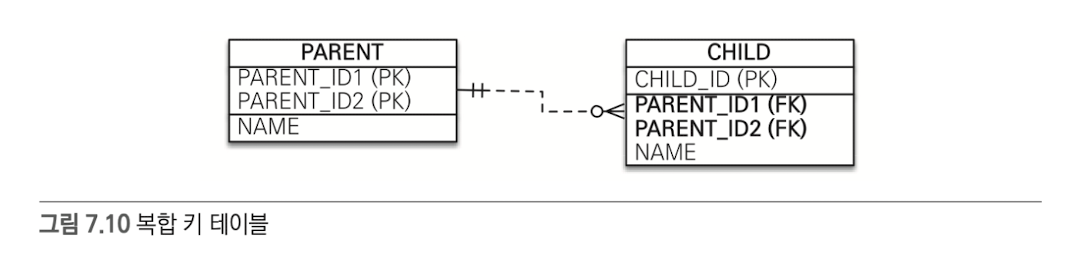 PARENT
PARENT_ID1 (PK)
PARENT_ID2 (PK)
NAME
CHILD
CHILD_ID (PK)
PARENT_ID1 (FK)
PARENT_ID2 (FK)
NAME
그림 7.10 복합 키 테이블